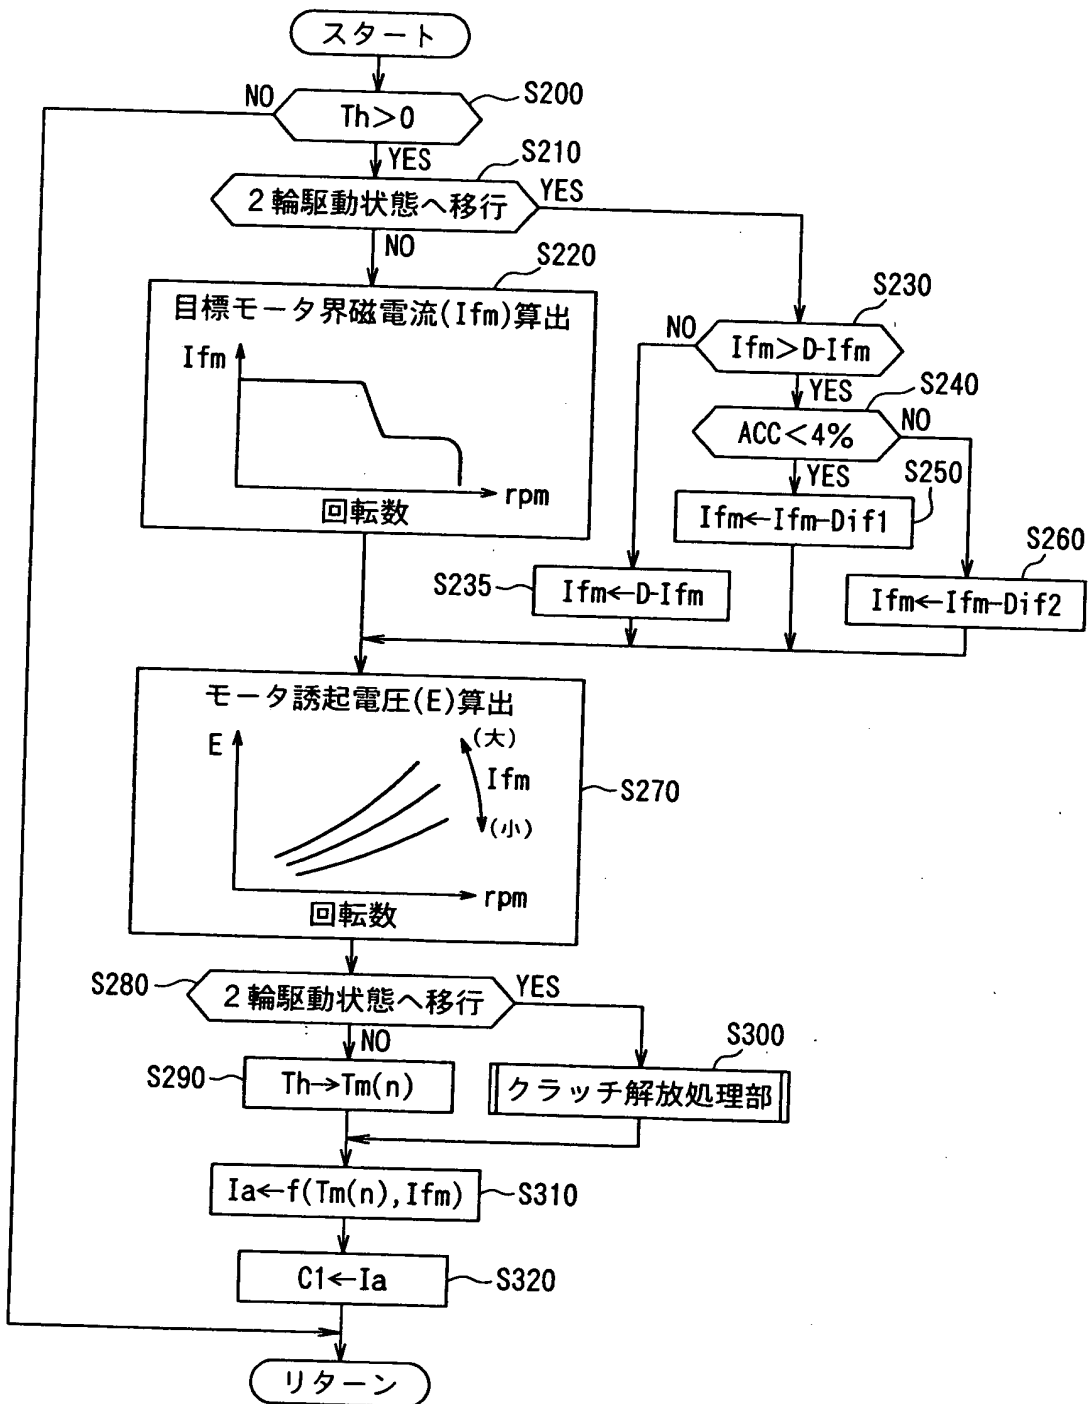 スタート
NO
Th>0
S200
YES
S210
2輪駆動状態へ移行
YES
NO
S220
目標モータ界磁電流(Ifm)算出
Ifm
rpm
回転数
S230
NO
Ifm>D-Ifm
YES
S240
ACC<4%
NO
YES
S250
Ifm←Ifm-Dif1
S260
S235
Ifm←D-Ifm
Ifm←Ifm-Dif2
モータ誘起電圧(E)算出
E
(大)
Ifm
(小)
S270
rpm
回転数
S280
2輪駆動状態へ移行
YES
NO
S300
S290
Th→Tm(n)
クラッチ解放処理部
Ia←f(Tm(n),Ifm)
S310
C1←Ia
S320
リターン